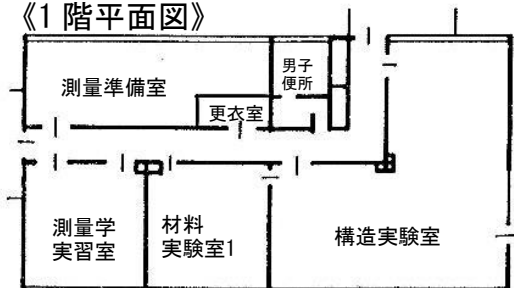 《1階平面図》
男子
便所
測量準備室
更衣室
測量学
実習室
材料
実験室1
構造実験室